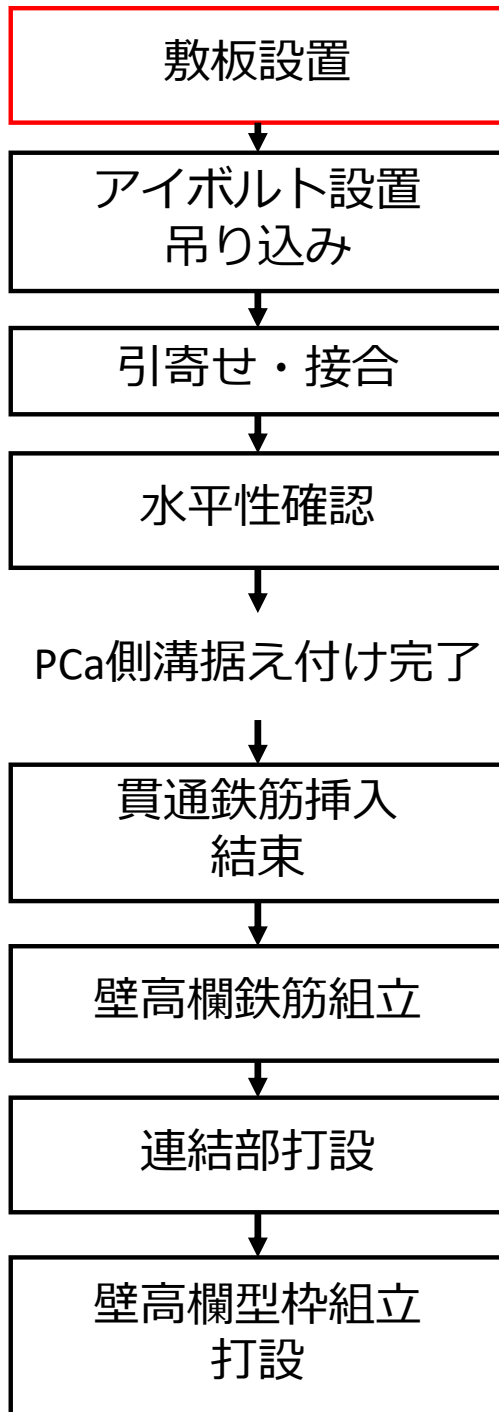 敷板設置
アイボルト設置
吊り込み
引寄せ・接合
水平性確認
PCa側溝据え付け完了
貫通鉄筋挿入
結束
壁高欄鉄筋組立
連結部打設
壁高欄型枠組立
打設